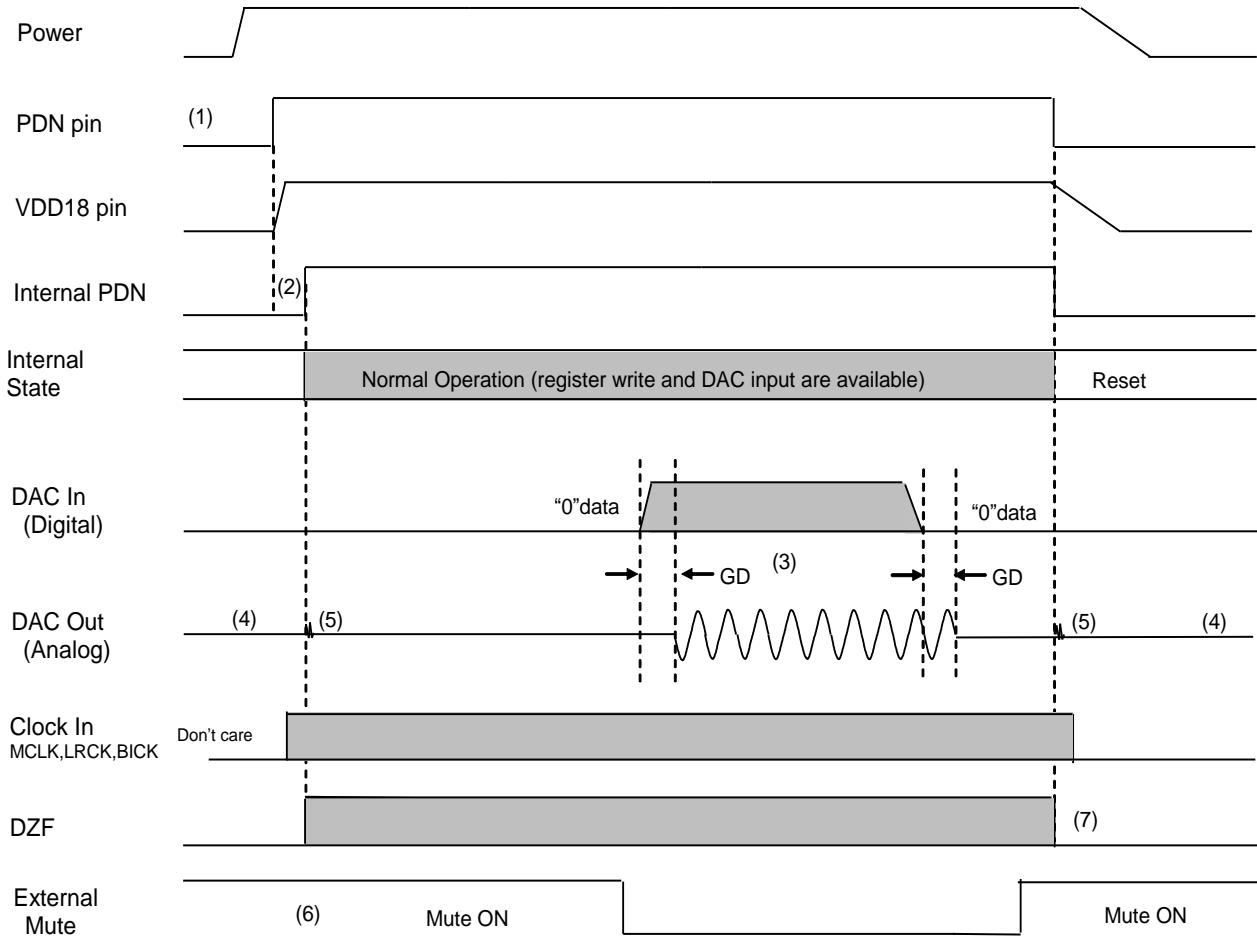 Power
PDN pin
(1)
VDD18 pin
Internal PDN
(2)
Internal
State
Normal Operation (register write and DAC input are available)
Reset
DAC In
(Digital)
“0”data
“0”data
(3)
GD
GD
DAC Out
(Analog)
(4)
(5)
(5)
(4)
Clock In
MCLK,LRCK,BICK
Don’t care
DZF
(7)
External
Mute
(6)
Mute ON
Mute ON